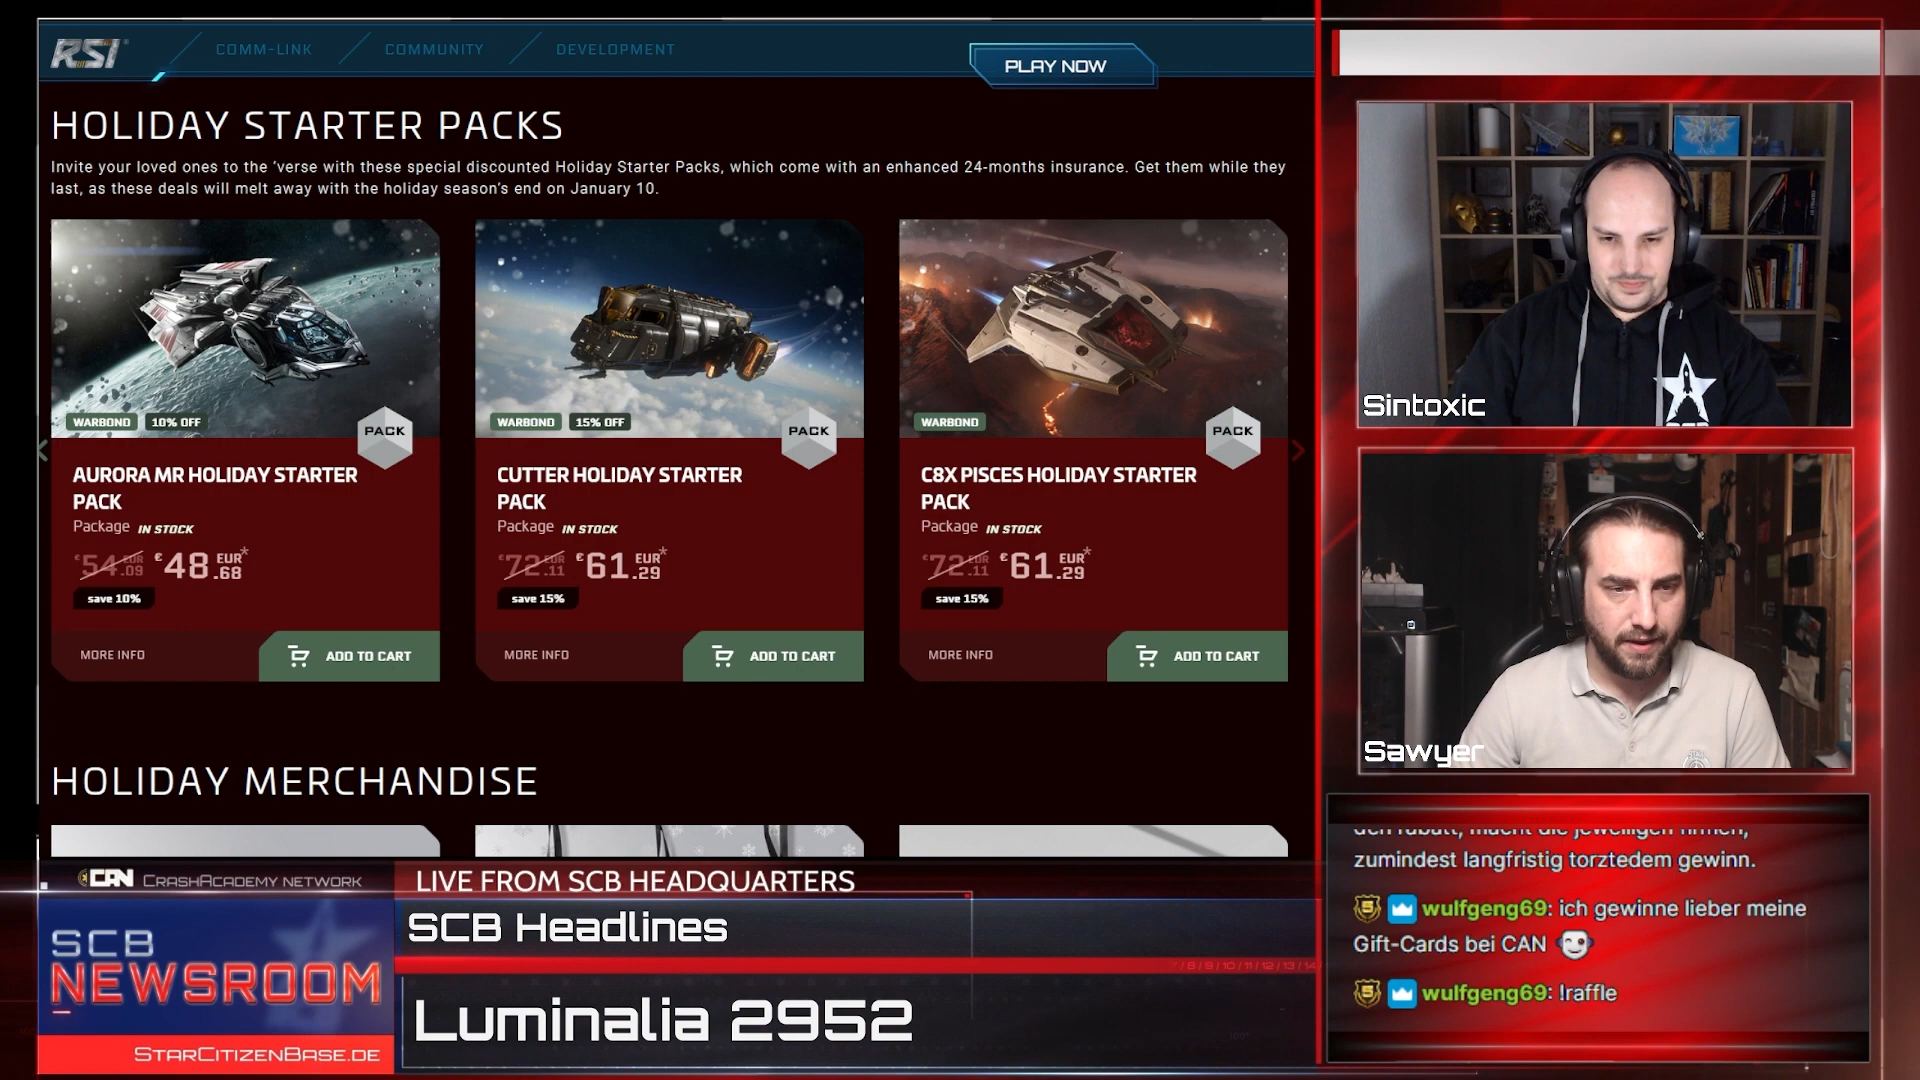 RSI
COMM-LINK
COMMUNITY
DEVELOPMENT
PLAY NOW
HOLIDAY STARTER PACKS
Invite your loved ones to the ‘verse with these special discounted Holiday Starter Packs, which come with an enhanced 24-months insurance. Get them while they
last, as these deals will melt away with the holiday season’s end on January 10.
WARBOND 10% OFF
PACK
AURORA MR HOLIDAY STARTER
PACK
Package IN STOCK
€54.09 EUR €48.68 EUR*
save 10%
MORE INFO
ADD TO CART
WARBOND 15% OFF
PACK
CUTTER HOLIDAY STARTER
PACK
Package IN STOCK
€72.11 EUR €61.29 EUR*
save 15%
MORE INFO
ADD TO CART
WARBOND
PACK
C8X PISCES HOLIDAY STARTER
PACK
Package IN STOCK
€72.11 EUR €61.29 EUR*
save 15%
MORE INFO
ADD TO CART
HOLIDAY MERCHANDISE
Sintoxic
Sawyer
den rabatt, macht die jeweiligen firmen,
zumindest langfristig torztedem gewinn.
wulfgeng69: ich gewinne lieber meine
Gift-Cards bei CAN
wulfgeng69: !raffle
CAN CRASHACADEMY NETWORK
LIVE FROM SCB HEADQUARTERS
SCB
NEWSROOM
STARCITIZENBASE.DE
SCB Headlines
Luminalia 2952